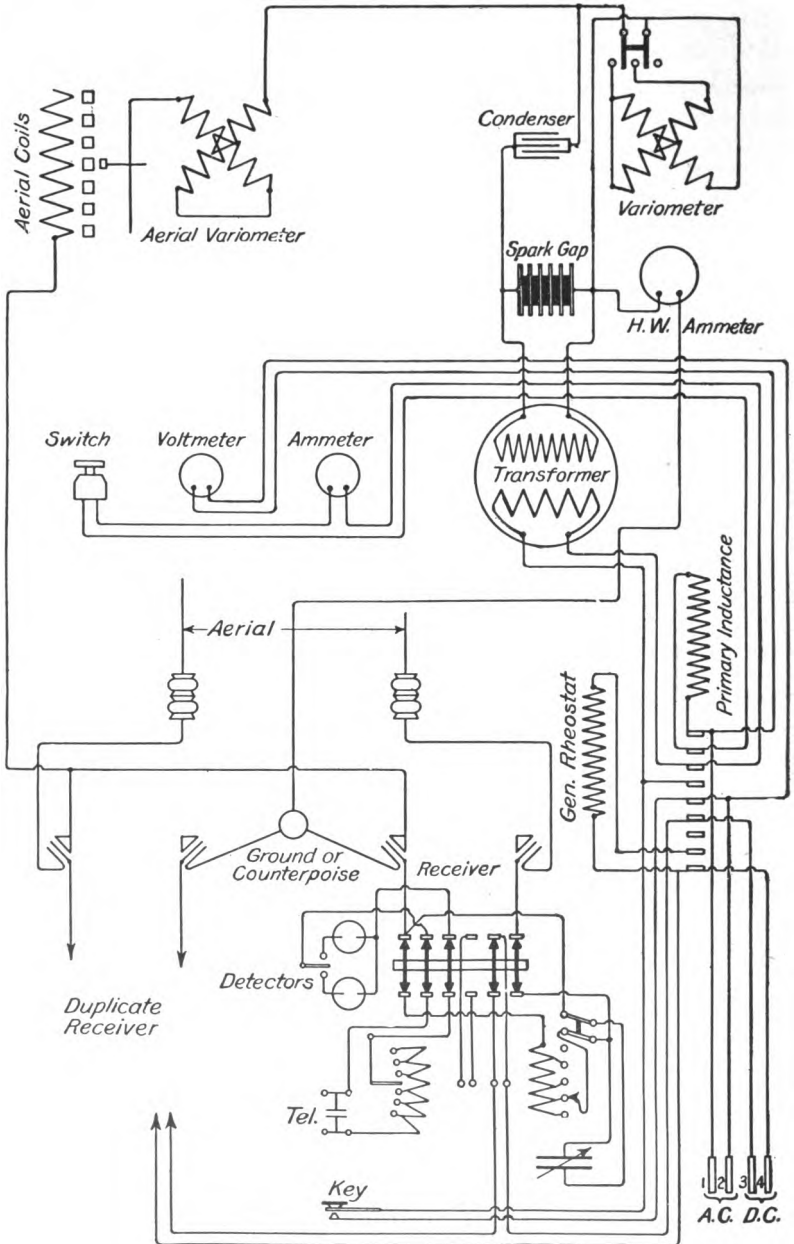 Aerial Coils
Aerial Variometer
Condenser
Variometer
Spark Gap
H.W. Ammeter
Switch
Voltmeter
Ammeter
Transformer
Primary Inductance
Aerial
Gen. Rheostat
Ground or
Counterpoise
Receiver
Detectors
Duplicate
Receiver
Tel.
Key
1 2 3 4
A.C. D.C.